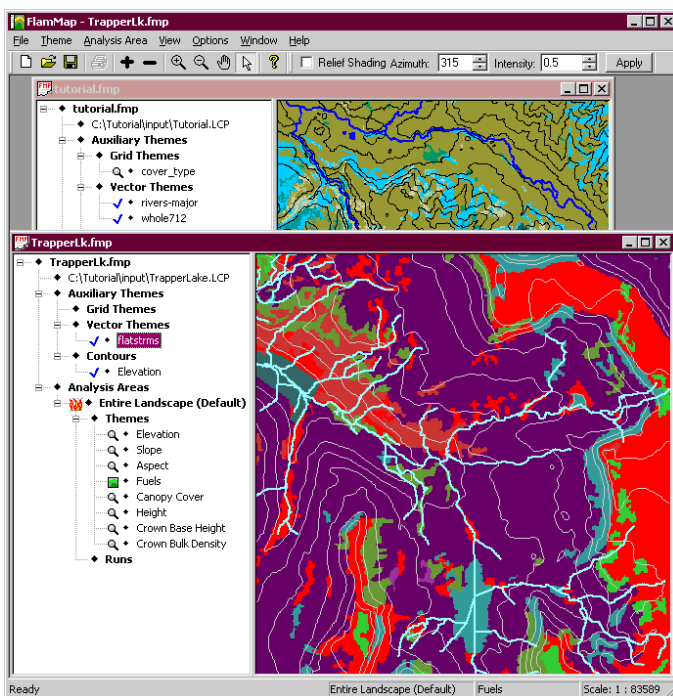 FlamMap - TrapperLk.fmp
File Theme Analysis Area View Options Window Help
Relief Shading Azimuth: 315 Intensity: 0.5 Apply
FMP tutorial.fmp
tutorial.fmp
C:\Tutorial\input\Tutorial.LCP
Auxiliary Themes
Grid Themes
cover_type
Vector Themes
rivers-major
whole712
FMP TrapperLk.fmp
TrapperLk.fmp
C:\Tutorial\input\TrapperLake.LCP
Auxiliary Themes
Grid Themes
Vector Themes
flatstrms
Contours
Elevation
Analysis Areas
Entire Landscape (Default)
Themes
Elevation
Slope
Aspect
Fuels
Canopy Cover
Height
Crown Base Height
Crown Bulk Density
Runs
Ready Entire Landscape (Default) Fuels Scale: 1 : 83589